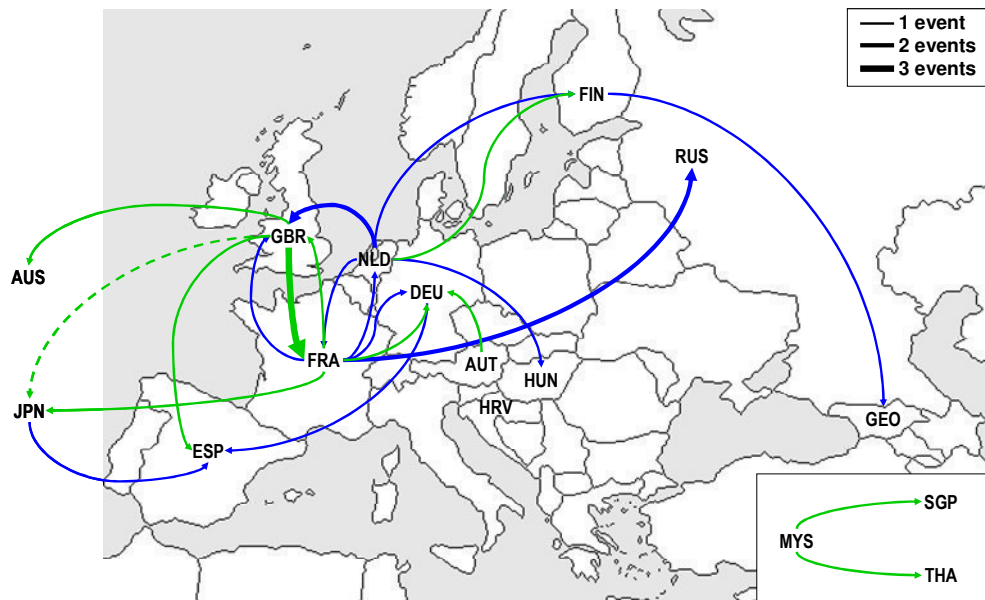 1 event
2 events
3 events
FIN
RUS
GBR
NLD
AUS
DEU
FRA
AUT
HUN
HRV
JPN
GEO
ESP
SGP
MYS
THA